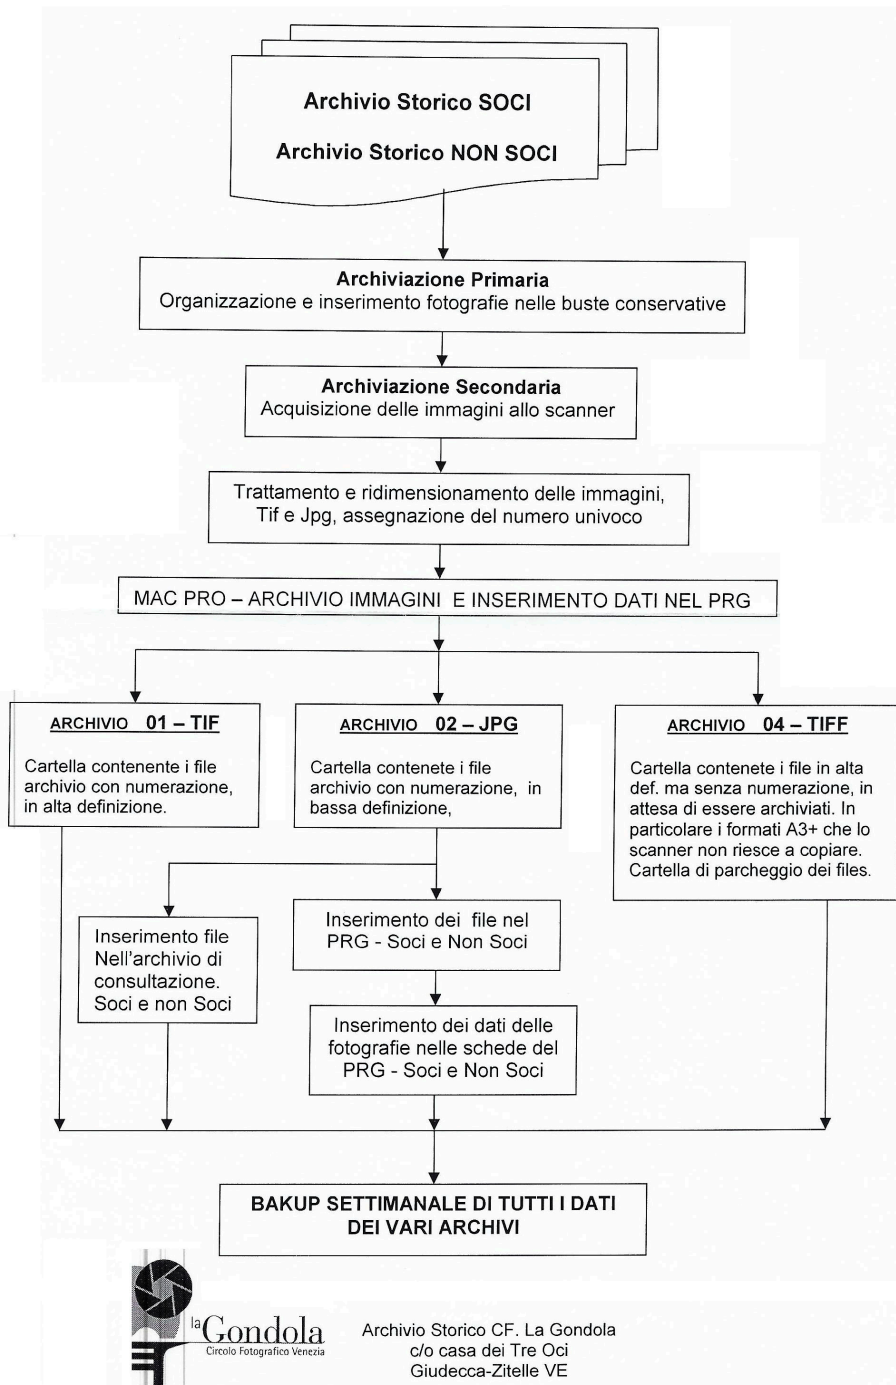 Archivio Storico SOCI
Archivio Storico NON SOCI
Archiviazione Primaria
Organizzazione e inserimento fotografie nelle buste conservative
Archiviazione Secondaria
Acquisizione delle immagini allo scanner
Trattamento e ridimensionamento delle immagini,
Tif e Jpg, assegnazione del numero univoco
MAC PRO – ARCHIVIO IMMAGINI E INSERIMENTO DATI NEL PRG
ARCHIVIO 01 – TIF
Cartella contenente i file
archivio con numerazione,
in alta definizione.
ARCHIVIO 02 – JPG
Cartella contenete i file
archivio con numerazione, in
bassa definizione,
ARCHIVIO 04 – TIFF
Cartella contenete i file in alta
def. ma senza numerazione, in
attesa di essere archiviati. In
particolare i formati A3+ che lo
scanner non riesce a copiare.
Cartella di parcheggio dei files.
Inserimento file
Nell'archivio di
consultazione.
Soci e non Soci
Inserimento dei file nel
PRG - Soci e Non Soci
Inserimento dei dati delle
fotografie nelle schede del
PRG - Soci e Non Soci
BAKUP SETTIMANALE DI TUTTI I DATI
DEI VARI ARCHIVI
la Gondola
Circolo Fotografico Venezia
Archivio Storico CF. La Gondola
c/o casa dei Tre Oci
Giudecca-Zitelle VE